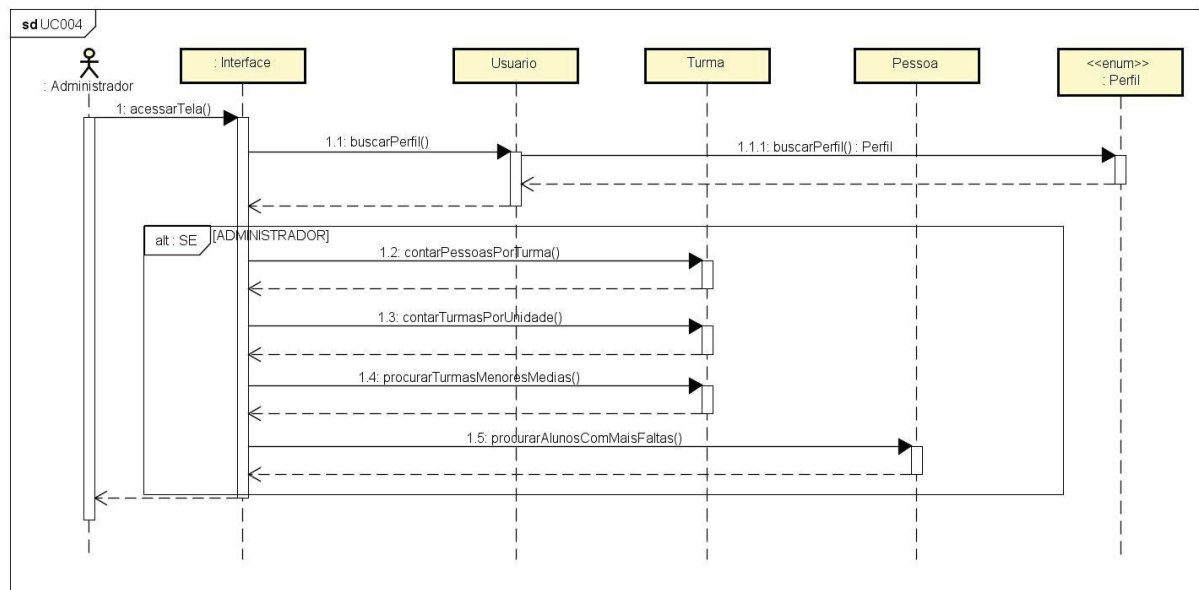 sd UC004
: Administrador
: Interface
Usuario
Turma
Pessoa
<<enum>>
: Perfil
1: acessarTela()
1.1: buscarPerfil()
1.1.1: buscarPerfil() : Perfil
alt : SE
[ADMINISTRADOR]
1.2: contarPessoasPorTurma()
1.3: contarTurmasPorUnidade()
1.4: procurarTurmasMenoresMedias()
1.5: procurarAlunosComMaisFaltas()